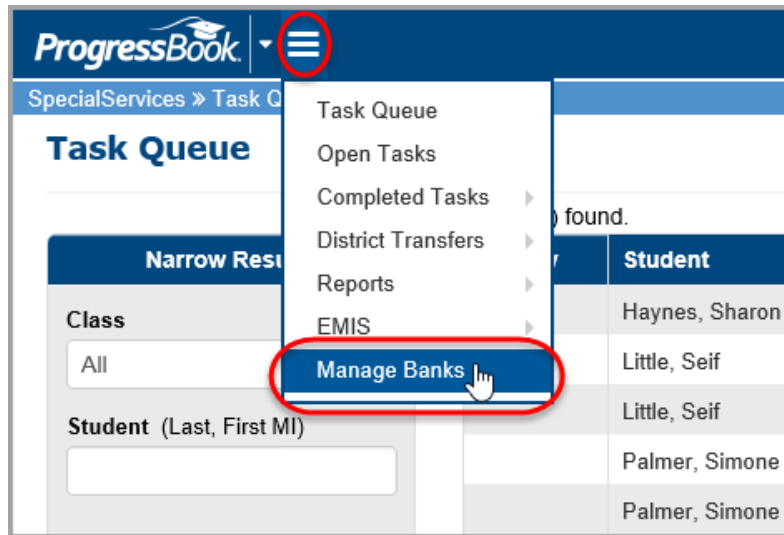 ProgressBook
SpecialServices » Task Q
Task Queue
Task Queue
Open Tasks
Completed Tasks
District Transfers
Reports
EMIS
Manage Banks
) found.
Narrow Resu
Class
All
Student (Last, First MI)
y Student
Haynes, Sharon
Little, Seif
Little, Seif
Palmer, Simone
Palmer, Simone